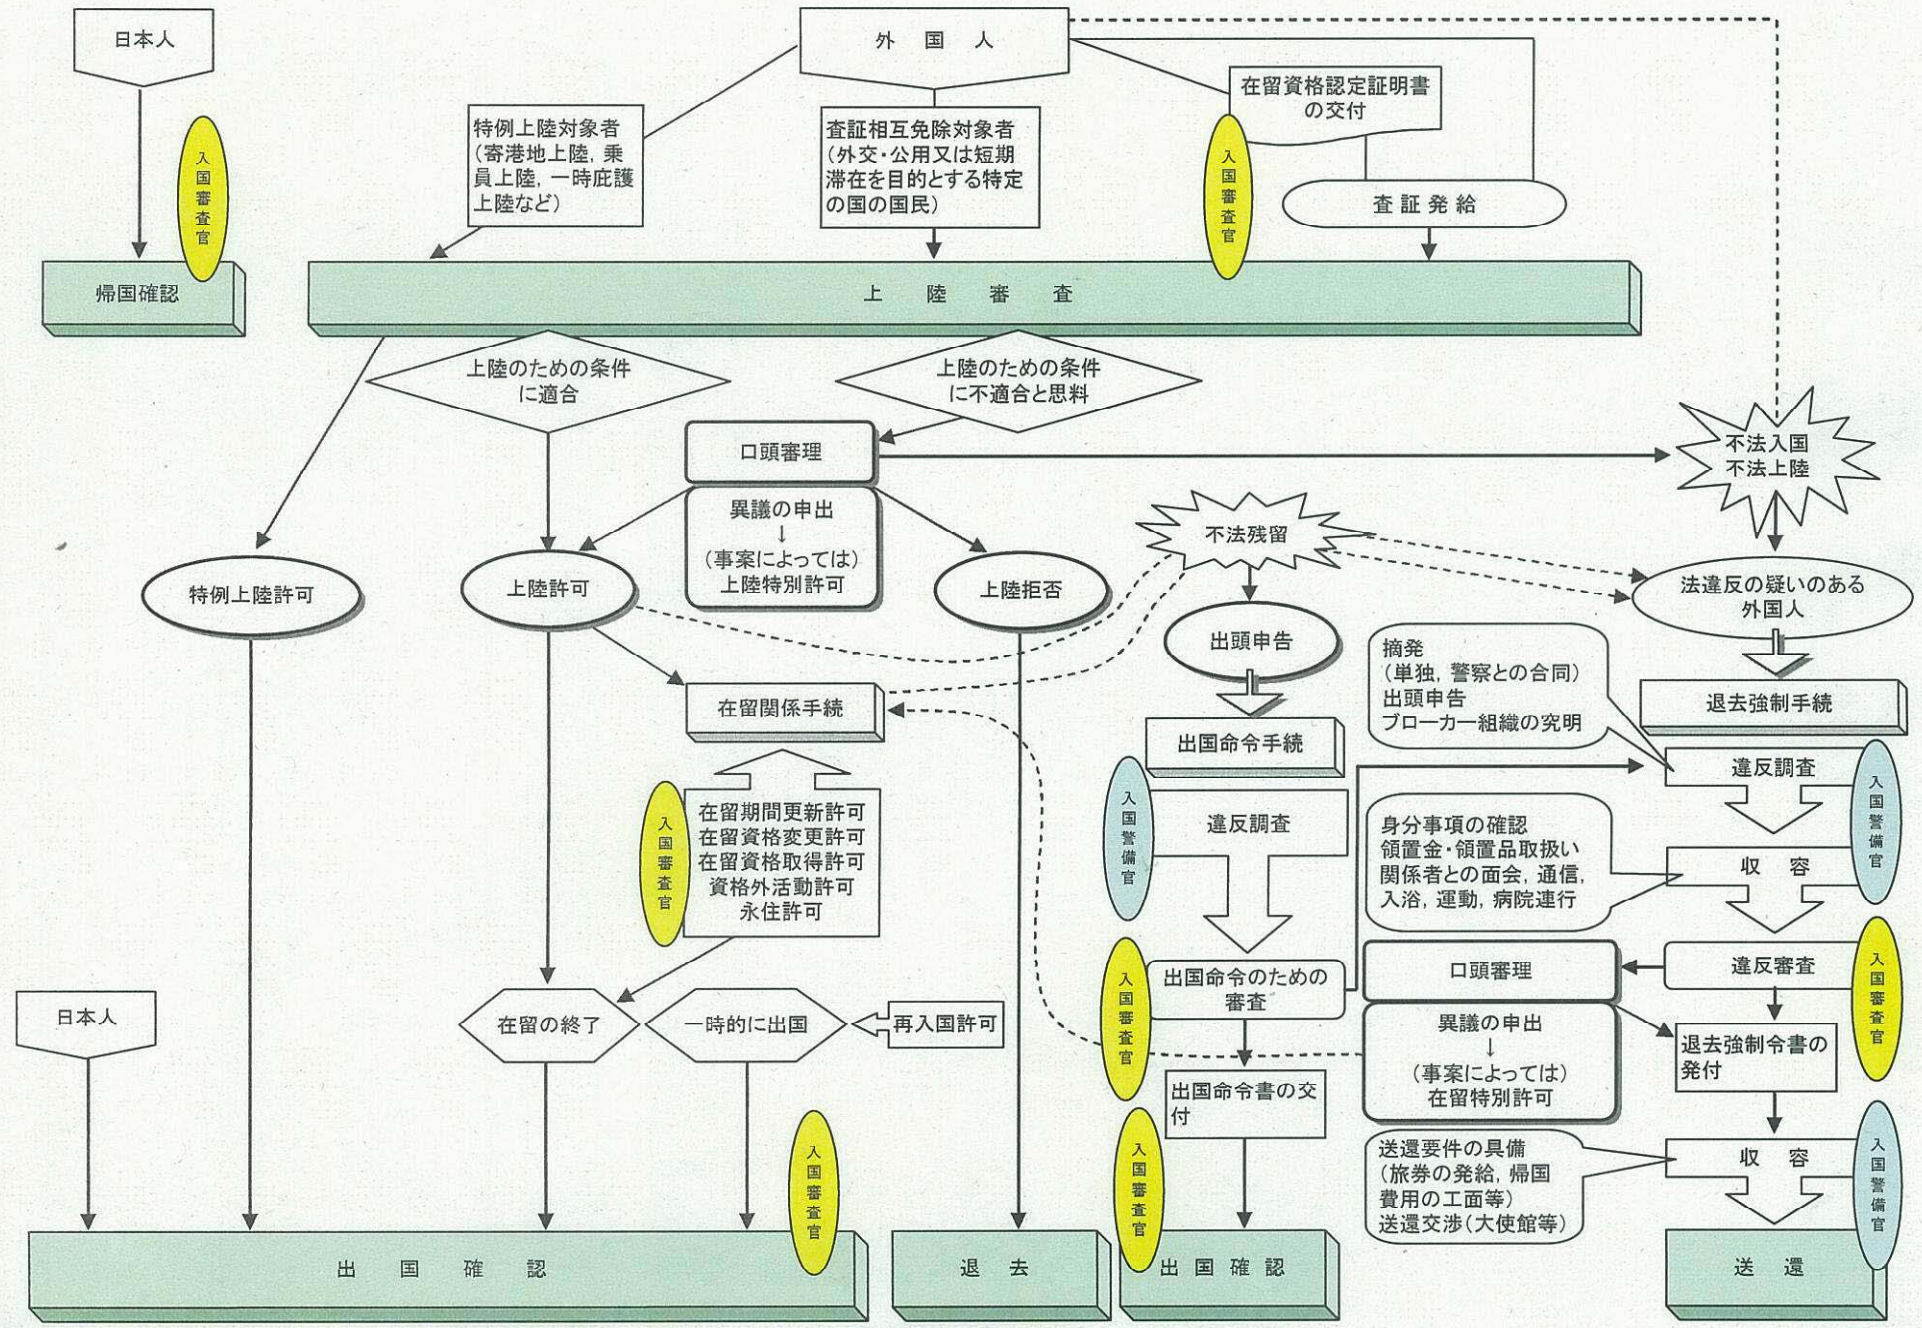 日本人
外国人
在留資格認定証明書
の交付
特例上陸対象者
(寄港地上陸, 乗
員上陸, 一時庇護
上陸など)
査証相互免除対象者
(外交・公用又は短期
滞在を目的とする特定
の国の国民)
査証発給
入国審査官
入国審査官
帰国確認
上陸審査
上陸のための条件
に適合
上陸のための条件
に不適合と思料
口頭審理
異議の申出
↓
(事案によっては)
上陸特別許可
不法入国
不法上陸
不法残留
特例上陸許可
上陸許可
上陸拒否
法違反の疑いのある
外国人
出頭申告
摘発
(単独, 警察との合同)
出頭申告
ブローカー組織の究明
退去強制手続
在留関係手続
出国命令手続
違反調査
入国警備官
在留期間更新許可
在留資格変更許可
在留資格取得許可
資格外活動許可
永住許可
入国審査官
入国警備官
違反調査
身分事項の確認
領置金・領置品取扱い
関係者との面会, 通信,
入浴, 運動, 病院連行
収容
口頭審理
違反審査
入国審査官
出国命令のための
審査
入国審査官
日本人
在留の終了
一時的に出国
再入国許可
異議の申出
↓
(事案によっては)
在留特別許可
退去強制令書の
発付
出国命令書の交
付
送還要件の具備
(旅券の発給, 帰国
費用の工面等)
送還交渉(大使館等)
収容
入国警備官
入国審査官
入国審査官
出国確認
退去
出国確認
送還